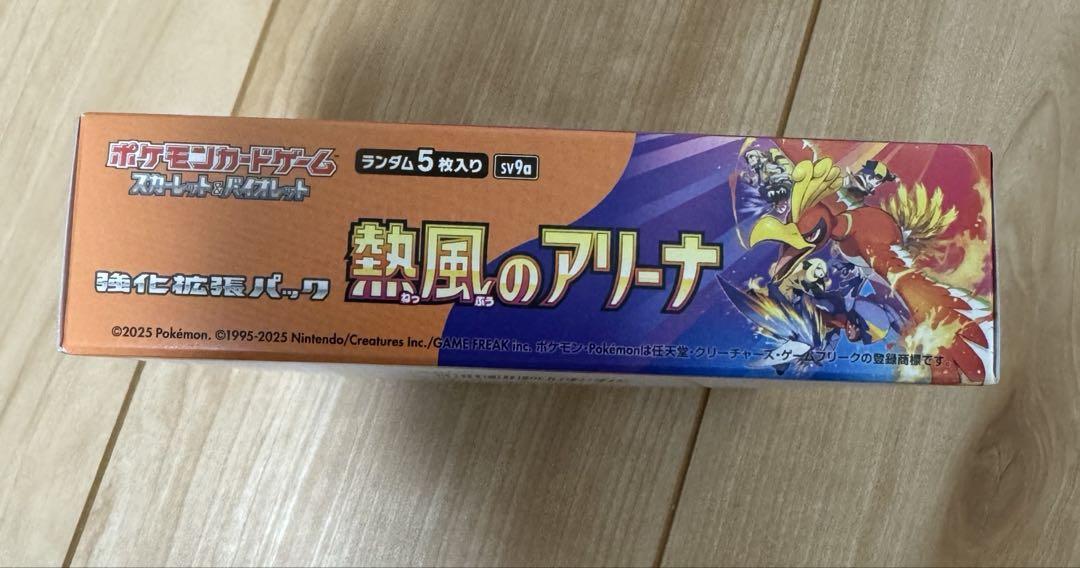 ポケモンカードゲーム
スカーレット&バイオレット
ランダム5枚入り sv9a
強化拡張パック
熱風のアリーナ
ねっ ぷう
©2025 Pokémon. ©1995-2025 Nintendo/Creatures Inc./GAME FREAK inc. ポケモン・Pokémonは任天堂・クリーチャーズ・ゲームフリークの登録商標です。